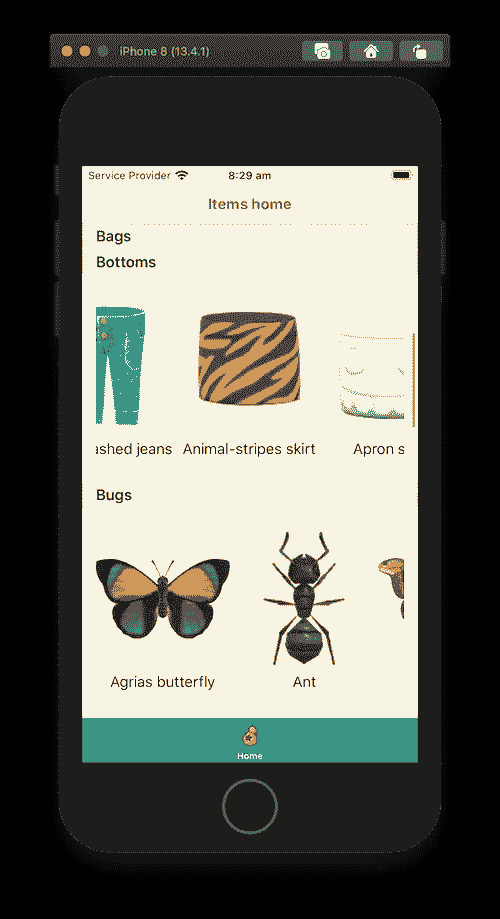 iPhone 8 (13.4.1)
Service Provider 8:29 am
Items home
Bags
Bottoms
ashed jeans Animal-stripes skirt Apron s
Bugs
Agrias butterfly Ant
Home